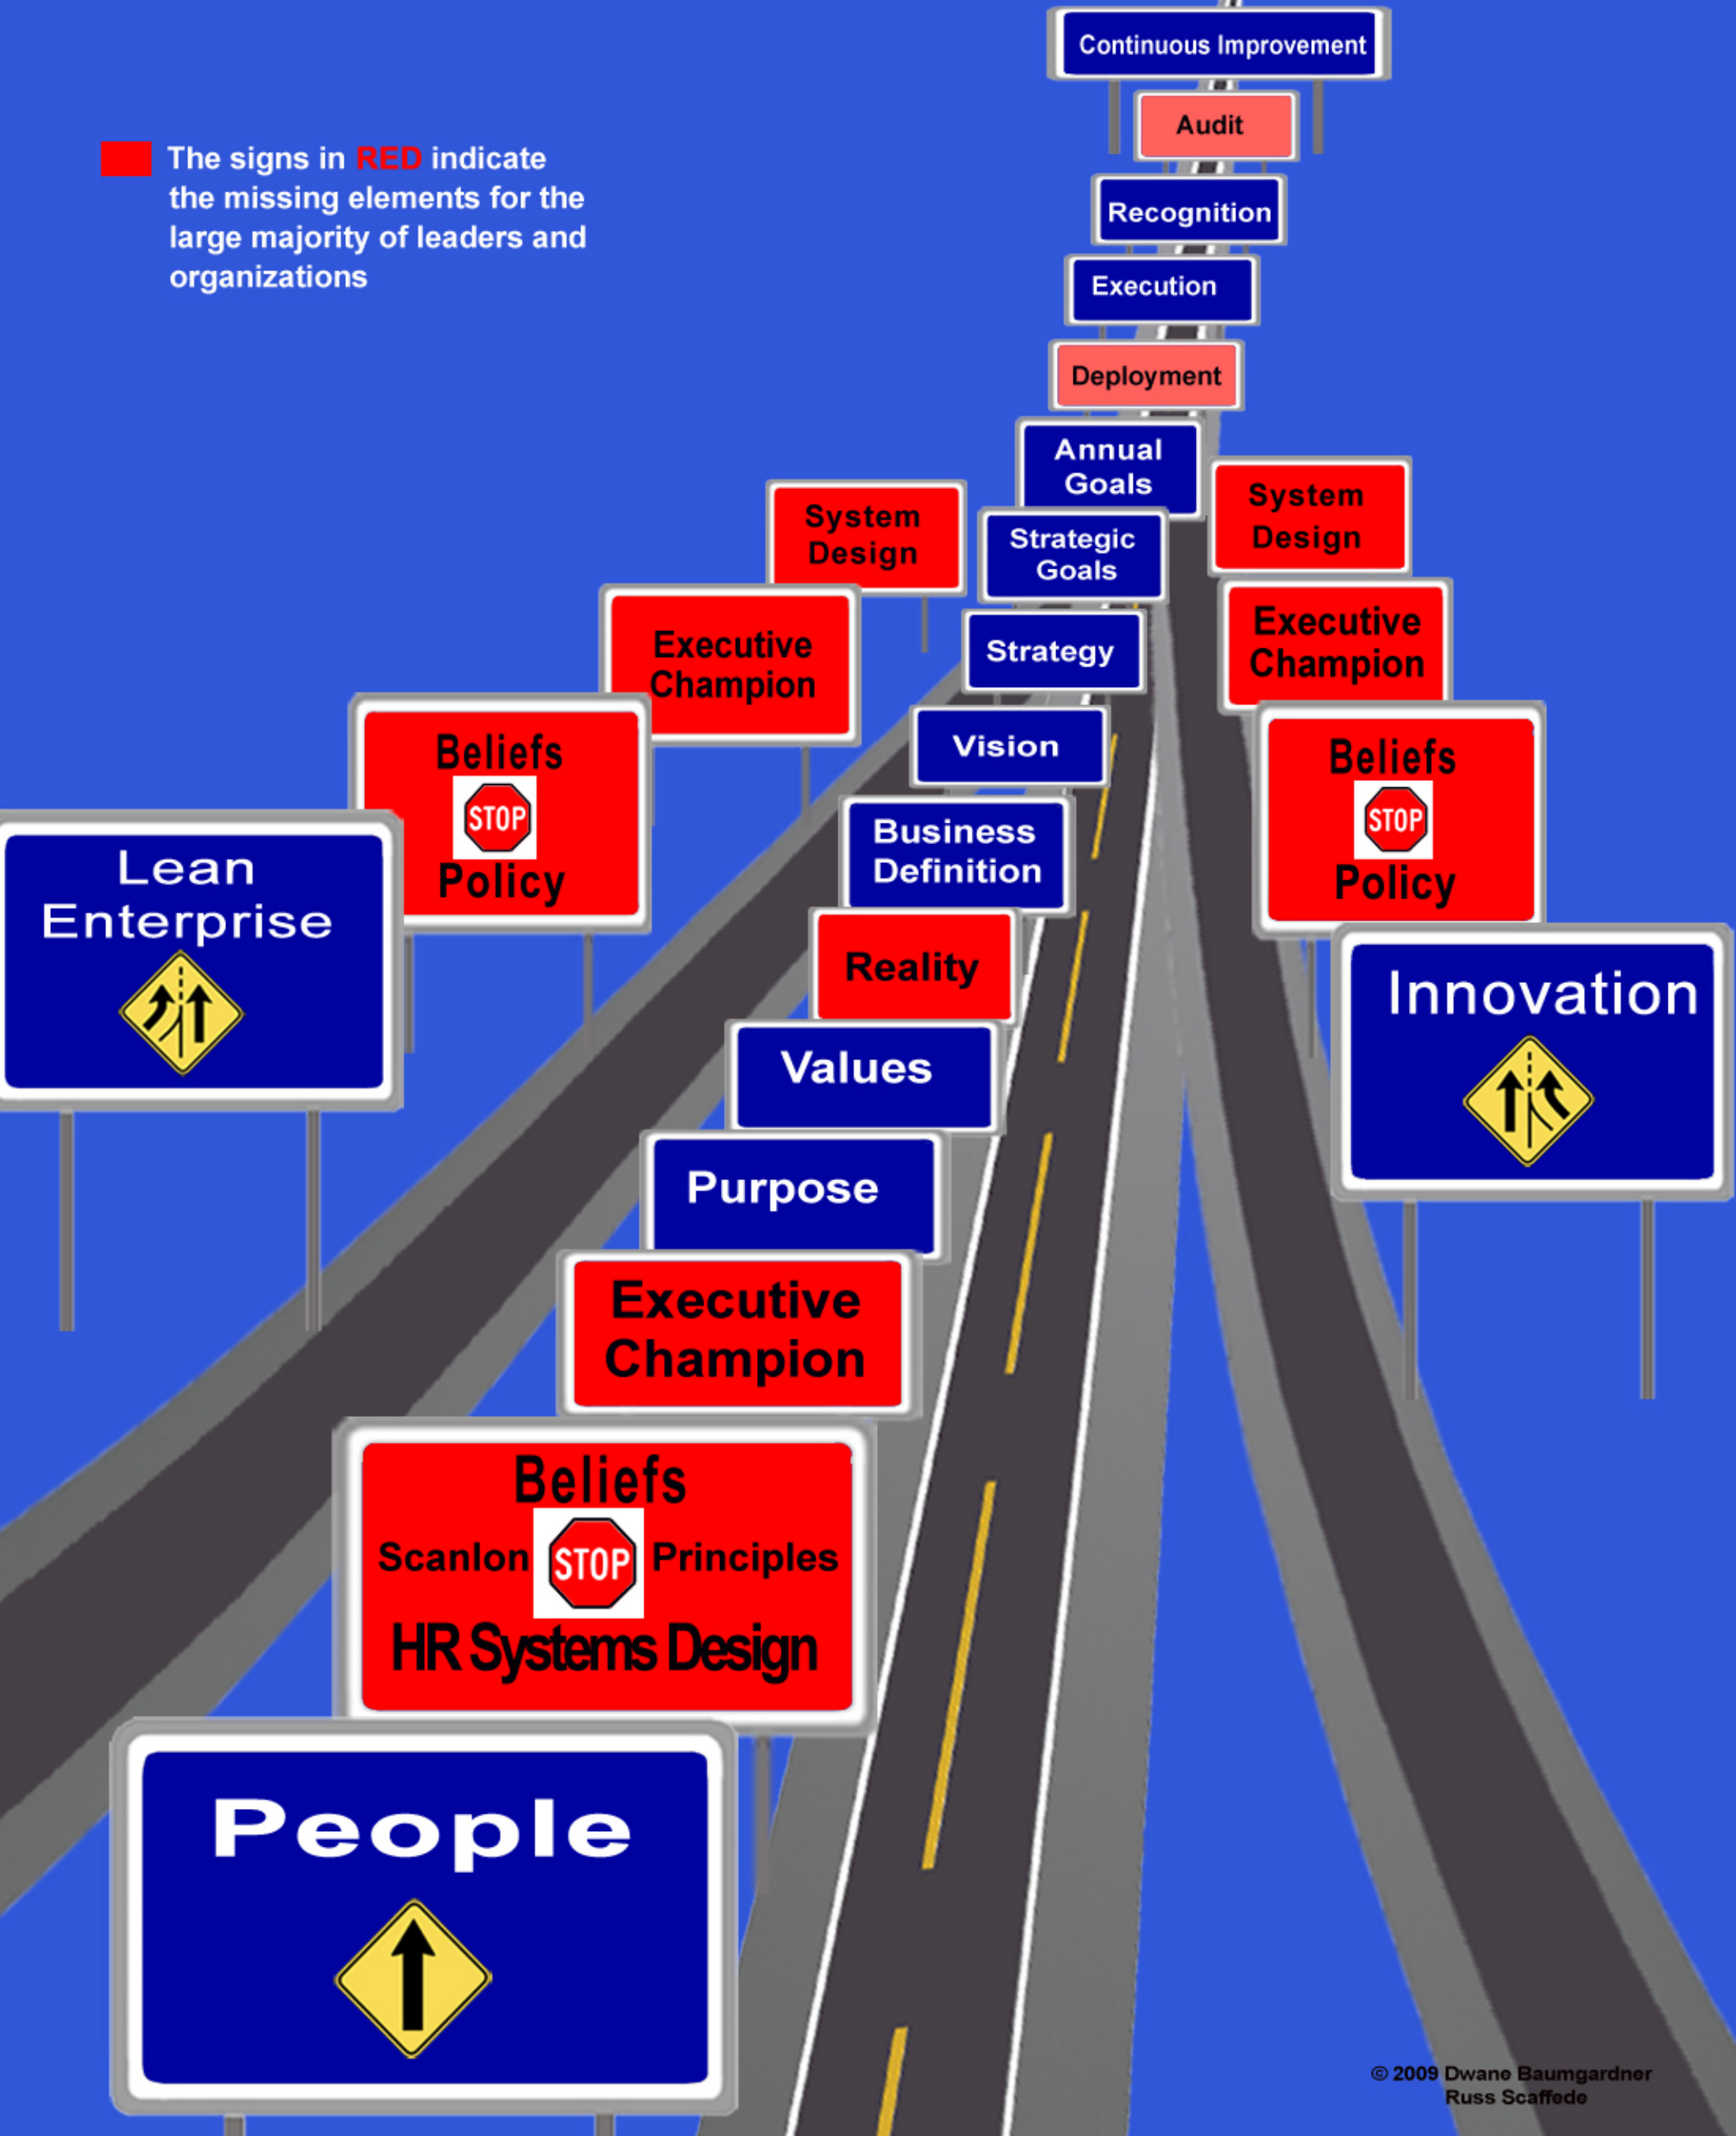 Continuous Improvement
Audit
The signs in RED indicate
the missing elements for the
large majority of leaders and
organizations
Recognition
Execution
Deployment
Annual
Goals
System
Design
System
Design
Strategic
Goals
Executive
Champion
Strategy
Executive
Champion
Beliefs
STOP
Policy
Vision
Beliefs
STOP
Policy
Lean
Enterprise
Business
Definition
Reality
Innovation
Values
Purpose
Executive
Champion
Beliefs
Scanlon STOP Principles
HR Systems Design
People
© 2009 Dwane Baumgardner
Russ Scaffede